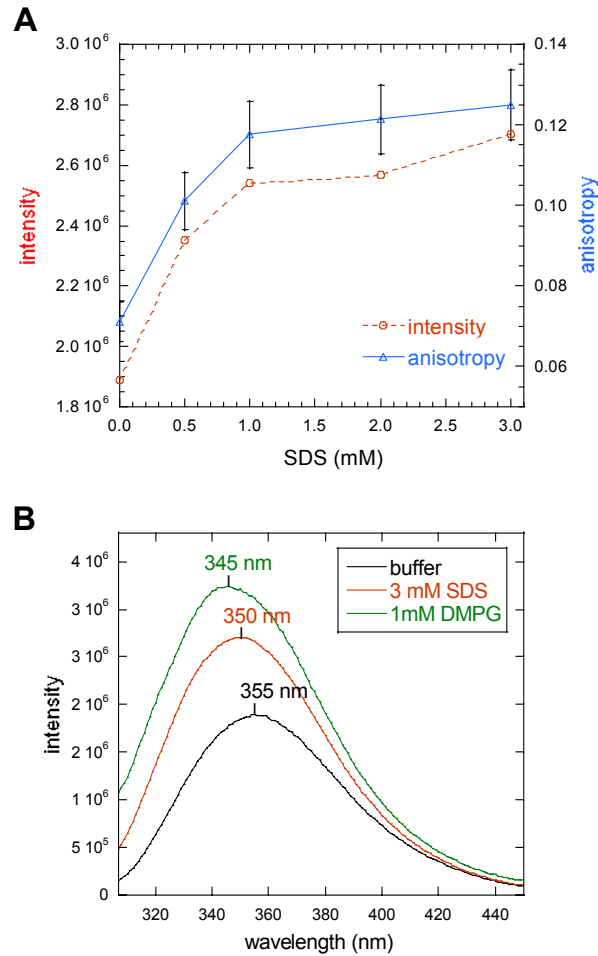 A
3.0 10⁶
2.8 10⁶
2.6 10⁶
2.4 10⁶
2.2 10⁶
2.0 10⁶
1.8 10⁶
intensity
0.14
0.12
0.10
0.08
0.06
anisotropy
intensity
anisotropy
0.0 0.5 1.0 1.5 2.0 2.5 3.0
SDS (mM)
B
4 10⁶
3 10⁶
3 10⁶
2 10⁶
2 10⁶
1 10⁶
5 10⁵
0
intensity
345 nm
350 nm
355 nm
buffer
3 mM SDS
1mM DMPG
320 340 360 380 400 420 440
wavelength (nm)